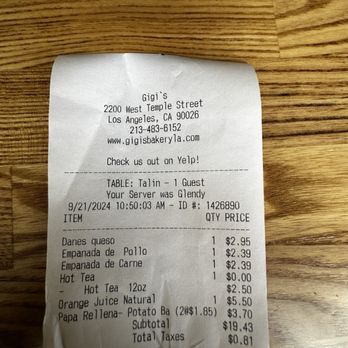 Gigi's
2200 West Temple Street
Los Angeles, CA 90026
213-483-6152
www.gigisbakeryla.com
Check us out on Yelp!
TABLE: Talin - 1 Guest
Your Server was Glendy
9/21/2024 10:50:03 AM - ID #: 1426890
ITEM QTY PRICE
Danes queso 1 $2.95
Empanada de Pollo 1 $2.39
Empanada de Carne 1 $2.39
Hot Tea 1 $0.00
- Hot Tea 12oz $2.50
Orange Juice Natural 1 $5.50
Papa Rellena- Potato Ba (2@$1.85) $3.70
Subtotal $19.43
Total Taxes $0.81